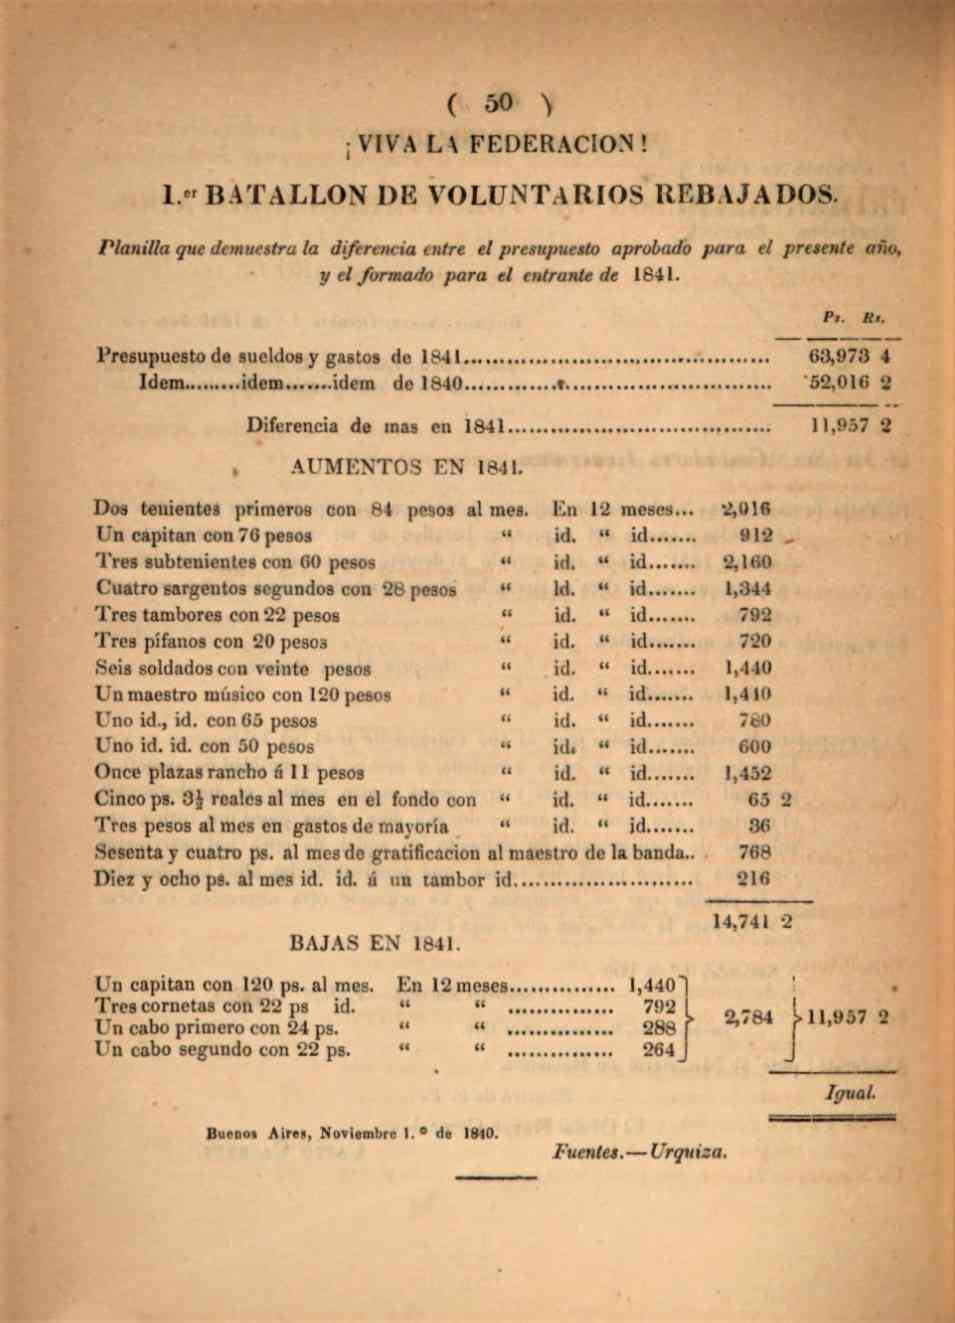 ( 50 )
¡VIVA LA FEDERACION!
1.er BATALLON DE VOLUNTARIOS REBAJADOS.
Planilla que demuestra la diferencia entre el presupuesto aprobado para el presente año,
y el formado para el entrante de 1841.
Ps. Rs.
Presupuesto de sueldos y gastos de 1841.................................... 63,973 4
Idem.........idem.......idem de 1840.................................... 52,016 2
Diferencia de mas en 1841.................................... 11,957 2
AUMENTOS EN 1841.
Dos tenientes primeros con 84 pesos al mes. En 12 meses... 2,016
Un capitan con 76 pesos “ id. “ id....... 912
Tres subtenientes con 60 pesos “ id. “ id....... 2,160
Cuatro sargentos segundos con 28 pesos “ Id. “ id....... 1,344
Tres tambores con 22 pesos “ id. “ id....... 792
Tres pífanos con 20 pesos “ id. “ id....... 720
Seis soldados con veinte pesos “ id. “ id....... 1,440
Un maestro músico con 120 pesos “ id. “ id....... 1,440
Uno id., id. con 65 pesos “ id. “ id....... 780
Uno id. id. con 50 pesos “ id. “ id....... 600
Once plazas rancho á 11 pesos “ id. “ id....... 1,452
Cinco ps. 3½ reales al mes en el fondo con “ id. “ id....... 65 2
Tres pesos al mes en gastos de mayoría “ id. “ id....... 36
Sesenta y cuatro ps. al mes de gratificacion al maestro de la banda.. 768
Diez y ocho ps. al mes id. id. á un tambor id......................... 216
14,741 2
BAJAS EN 1841.
Un capitan con 120 ps. al mes. En 12 meses............... 1,440
Tres cornetas con 22 ps id. “ “ ............... 792
2,784 11,957 2
Un cabo primero con 24 ps. “ “ ............... 288
Un cabo segundo con 22 ps. “ “ ............... 264
Igual.
Buenos Aires, Noviembre 1.º de 1840.
Fuentes.—Urquiza.